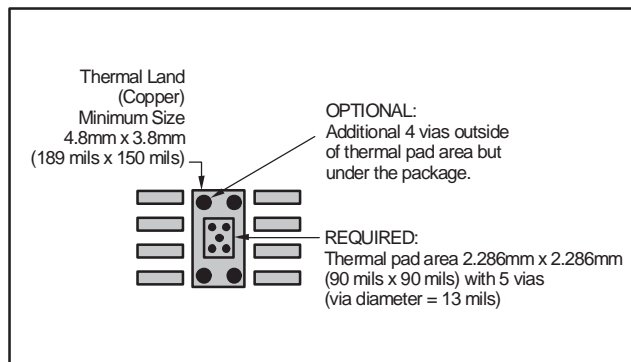 Thermal Land
(Copper)
Minimum Size
4.8mm x 3.8mm
(189 mils x 150 mils)
OPTIONAL:
Additional 4 vias outside
of thermal pad area but
under the package.
REQUIRED:
Thermal pad area 2.286mm x 2.286mm
(90 mils x 90 mils) with 5 vias
(via diameter = 13 mils)